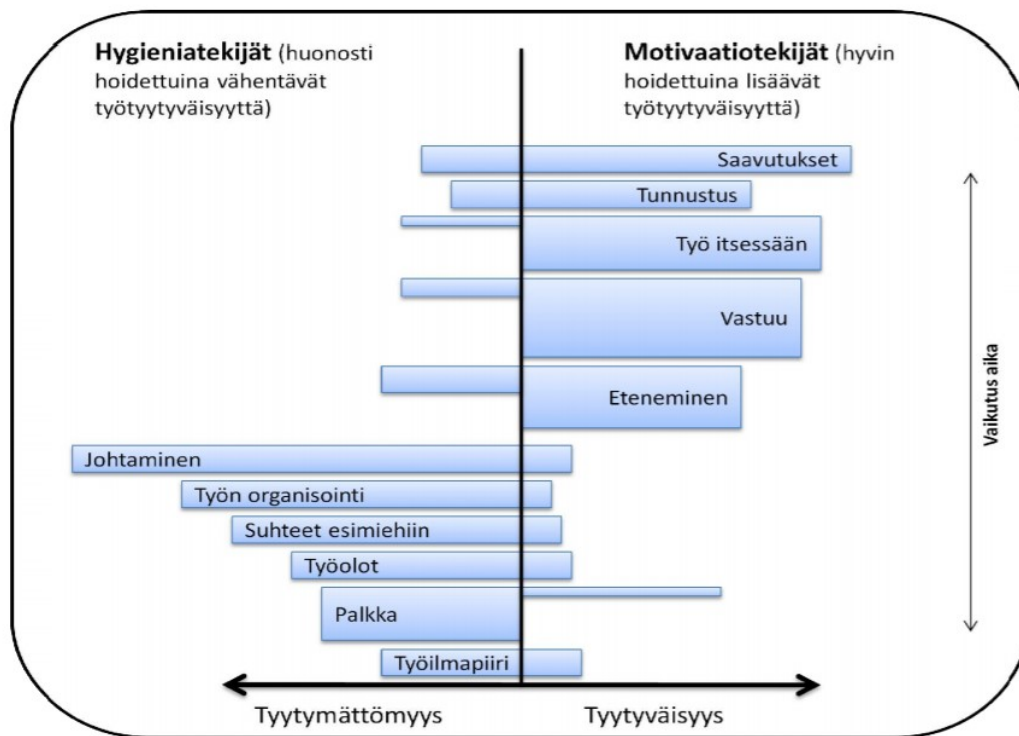 Hygieniatekijät (huonosti
hoidettuina vähentävät
työtyytyväisyyttä)
Motivaatiotekijät (hyvin
hoidettuina lisäävät
työtyytyväisyyttä)
Saavutukset
Tunnustus
Työ itsessään
Vastuu
Eteneminen
Vaikutus aika
Johtaminen
Työn organisointi
Suhteet esimiehiin
Työolot
Palkka
Työilmapiiri
Tyytymättömyys
Tyytyväisyys